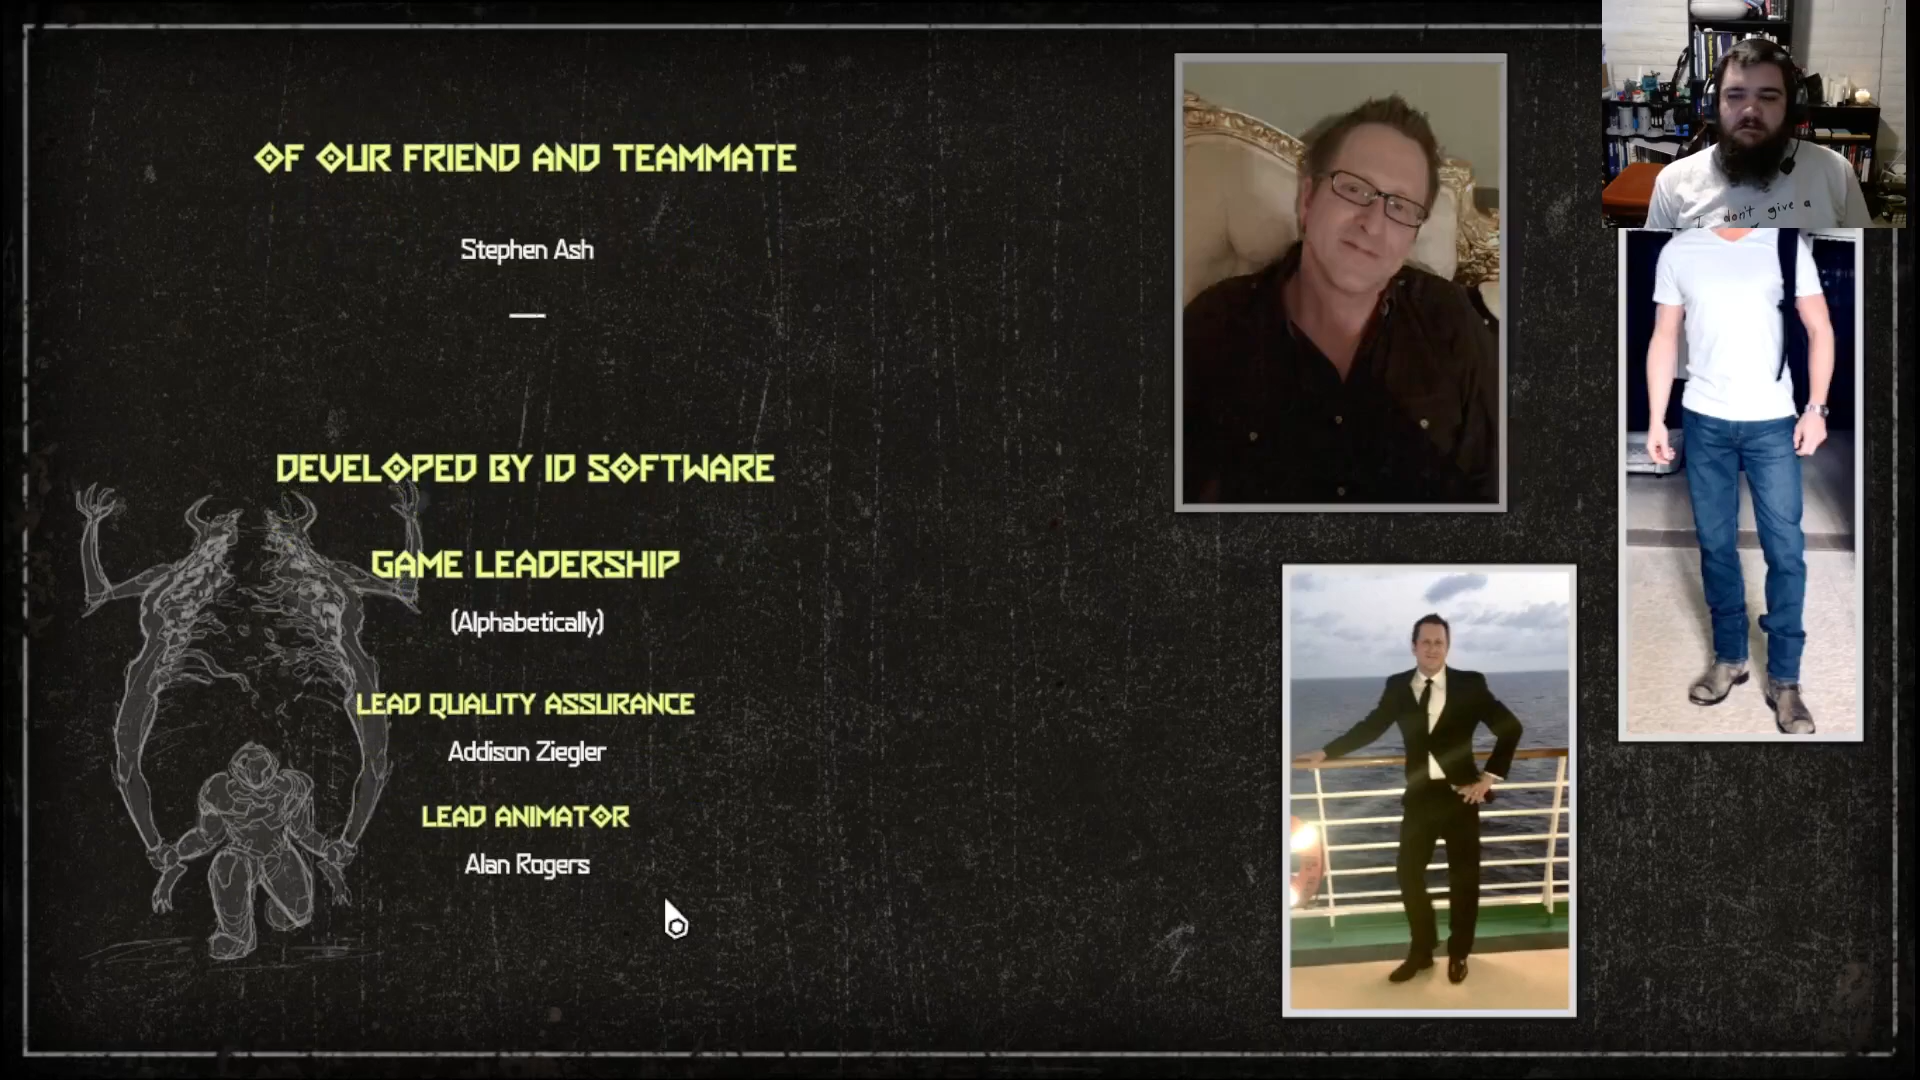 OF OUR FRIEND AND TEAMMATE
Stephen Ash
DEVELOPED BY ID SOFTWARE
GAME LEADERSHIP
(Alphabetically)
LEAD QUALITY ASSURANCE
Addison Ziegler
LEAD ANIMATOR
Alan Rogers
I don't give a